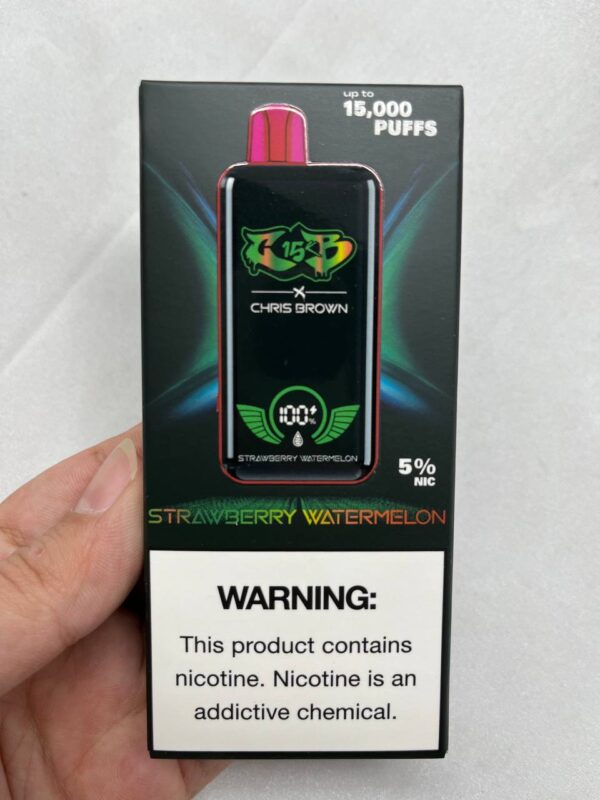 up to
15,000
PUFFS
C 15K B
X
CHRIS BROWN
100%
STRAWBERRY WATERMELON
5%
NIC
STRAWBERRY WATERMELON
WARNING:
This product contains
nicotine. Nicotine is an
addictive chemical.